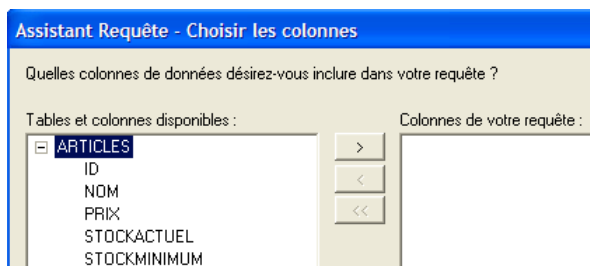 Assistant Requête - Choisir les colonnes
Quelles colonnes de données désirez-vous inclure dans votre requête ?
Tables et colonnes disponibles :
Colonnes de votre requête :
ARTICLES
ID
NOM
PRIX
STOCKACTUEL
STOCKMINIMUM
>
<
<<